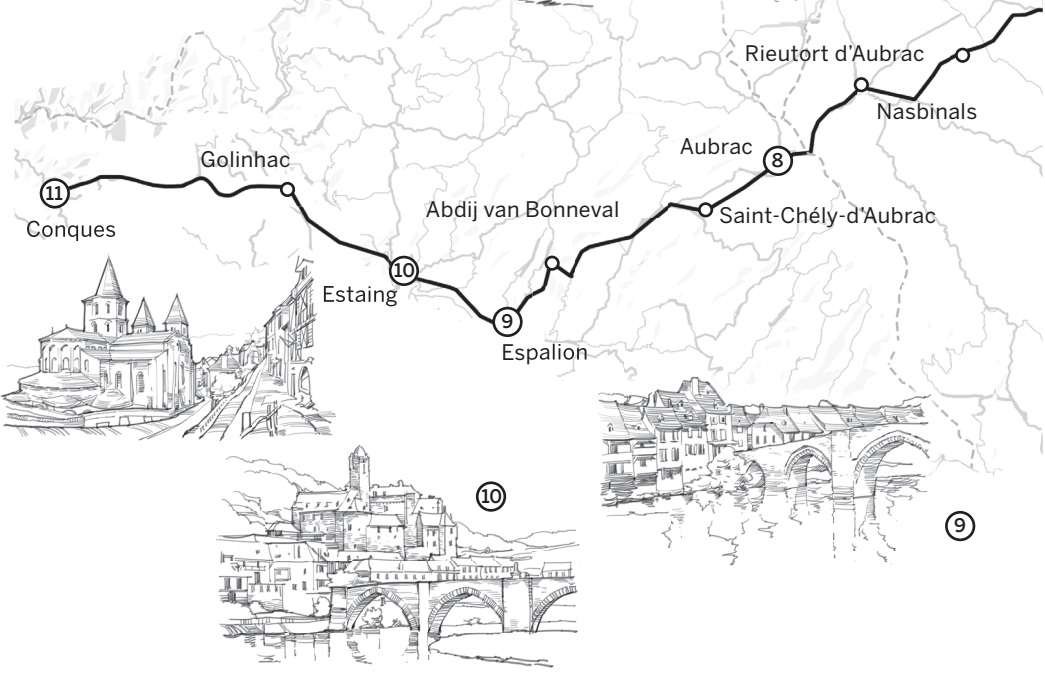 Rieutort d'Aubrac
Nasbinals
Aubrac
8
Golinhac
11
Conques
Abdij van Bonneval
Saint-Chély-d'Aubrac
10
Estaing
9
Espalion
10
9